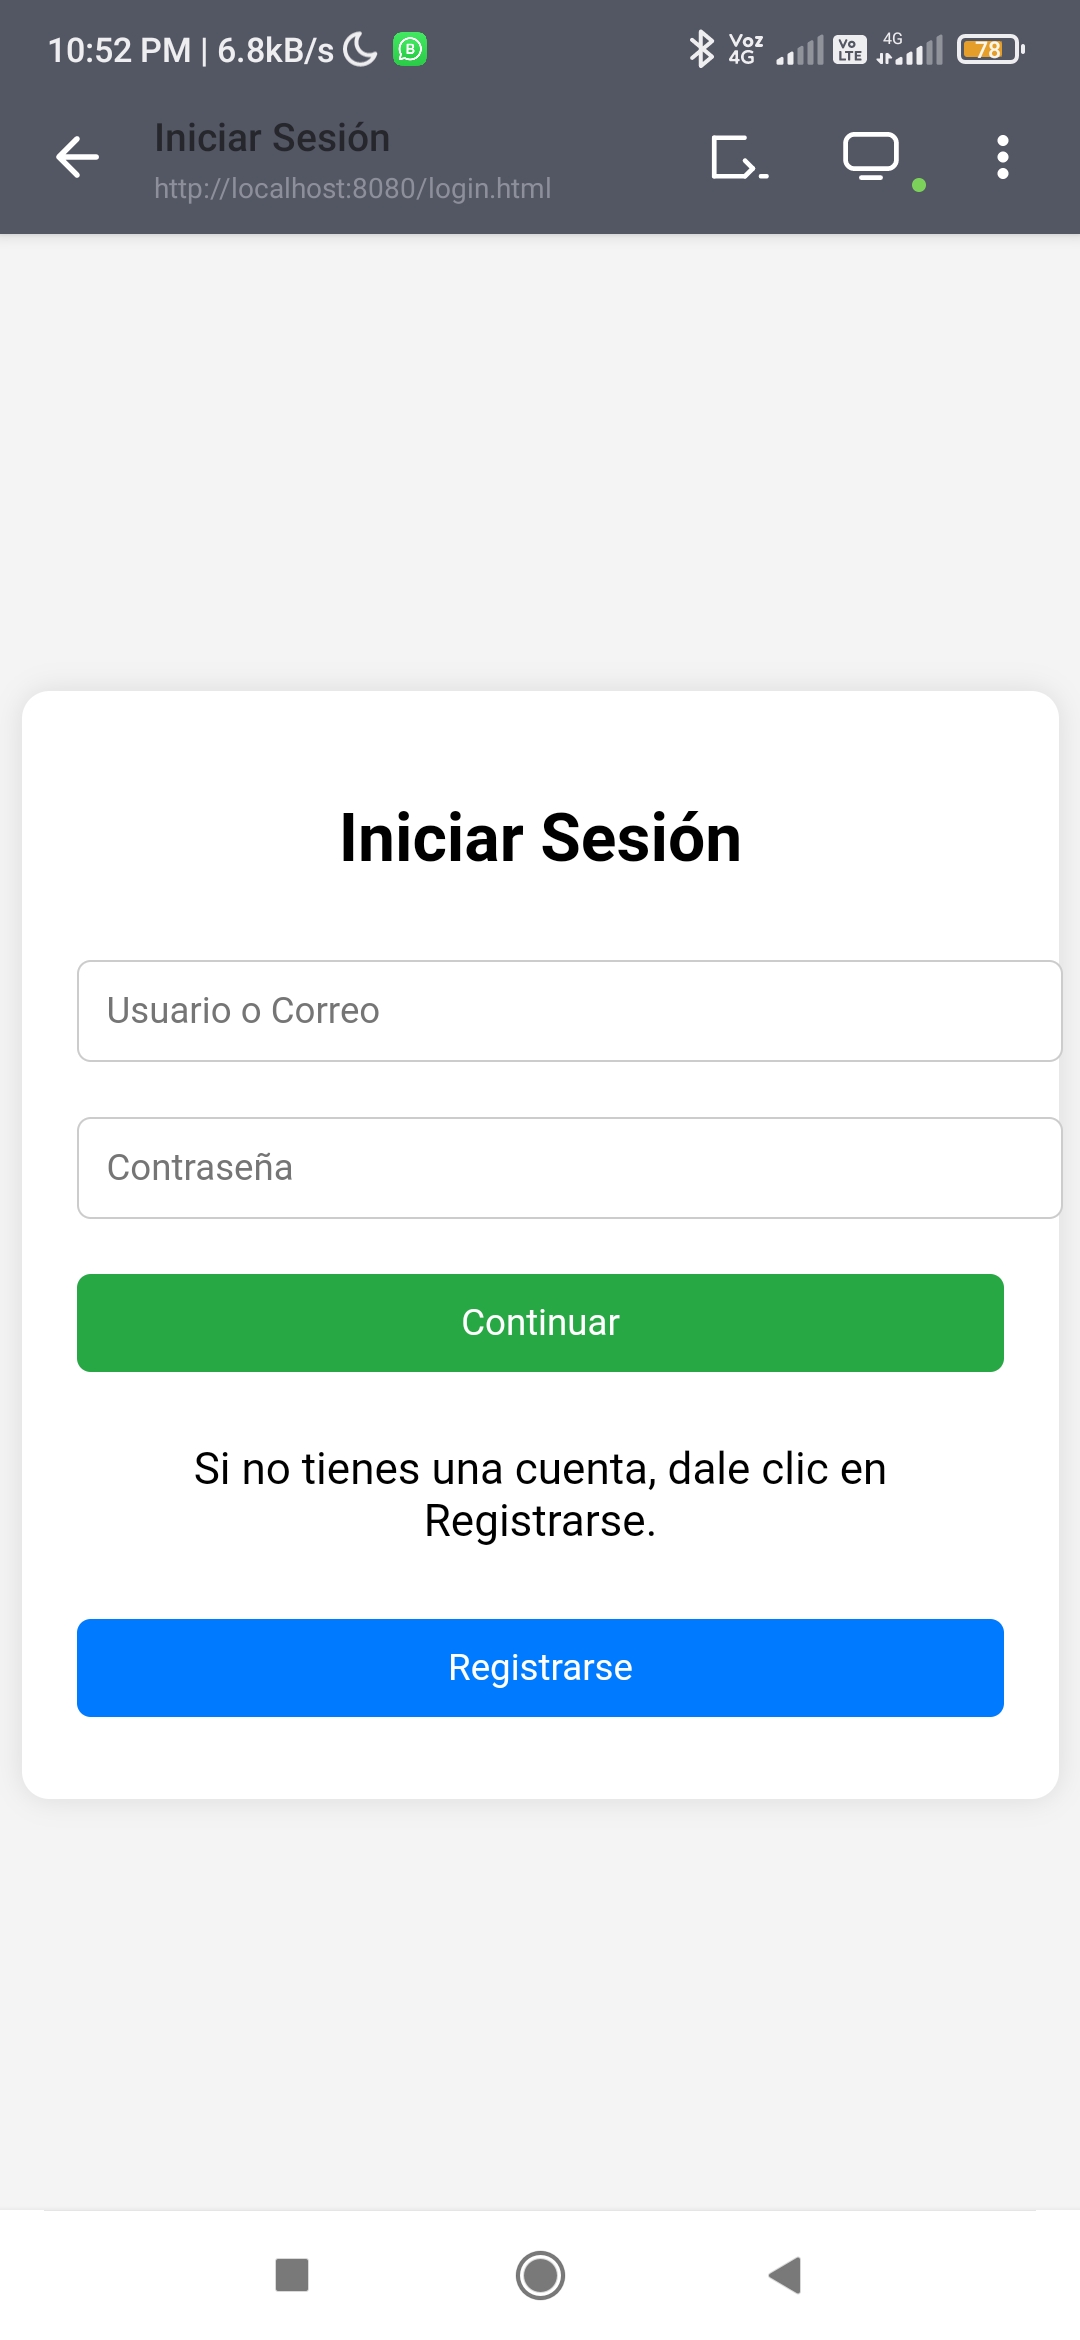 10:52 PM | 6.8kB/s B Voz 4G Vo LTE 4G 78
Iniciar Sesión
http://localhost:8080/login.html
Iniciar Sesión
Usuario o Correo
Contraseña
Continuar
Si no tienes una cuenta, dale clic en
Registrarse.
Registrarse